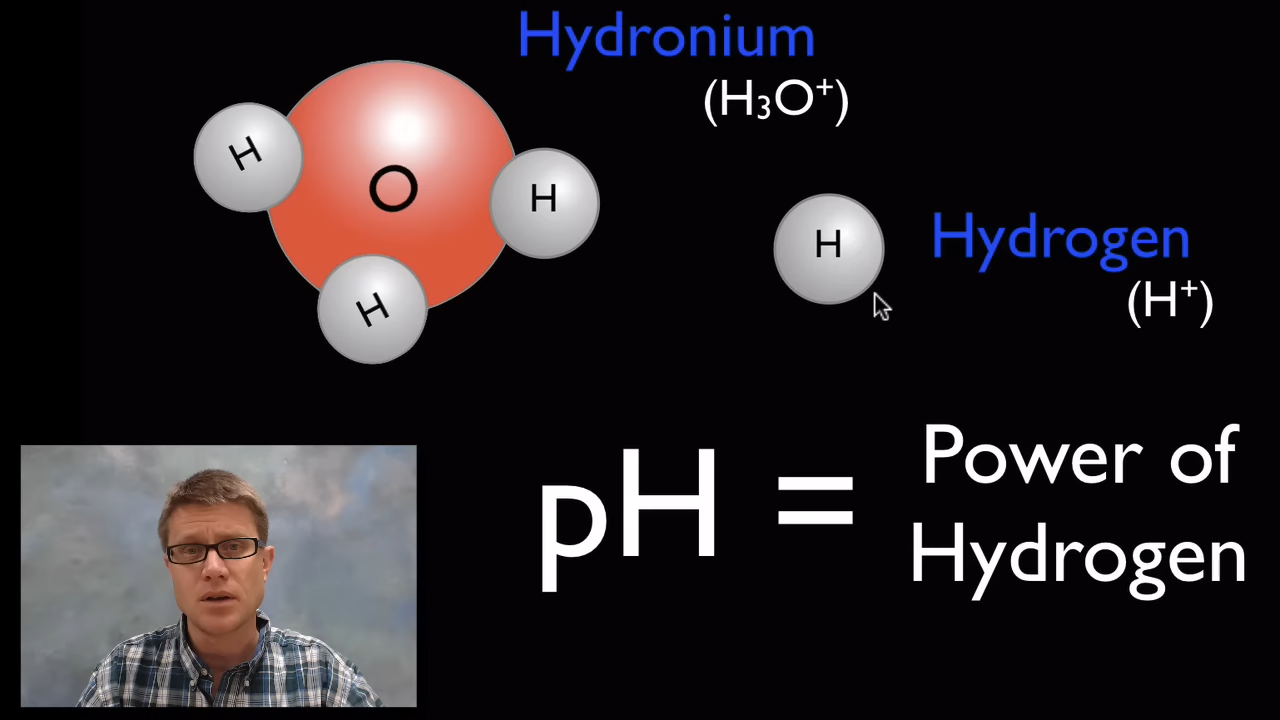 Hydronium
(H₃O⁺)
H
O
H
H
H
Hydrogen
(H⁺)
pH = Power of
Hydrogen